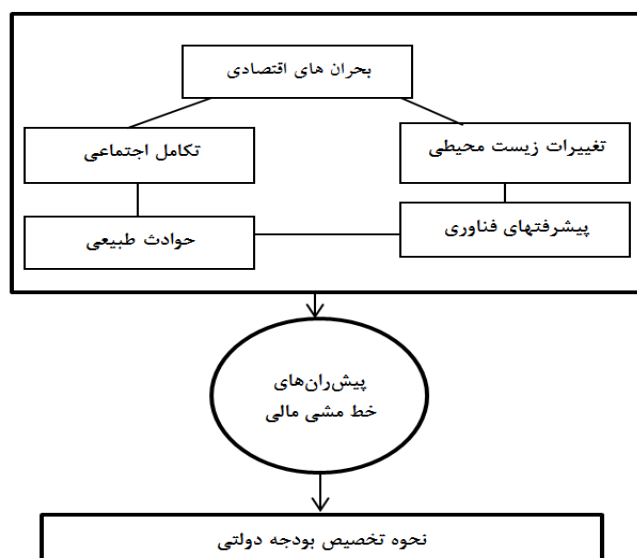 بحران های اقتصادی
تغییرات زیست محیطی
تکامل اجتماعی
پیشرفتهای فناوری
حوادث طبیعی
پیش‌ران‌های
خط مشی مالی
نحوه تخصیص بودجه دولتی